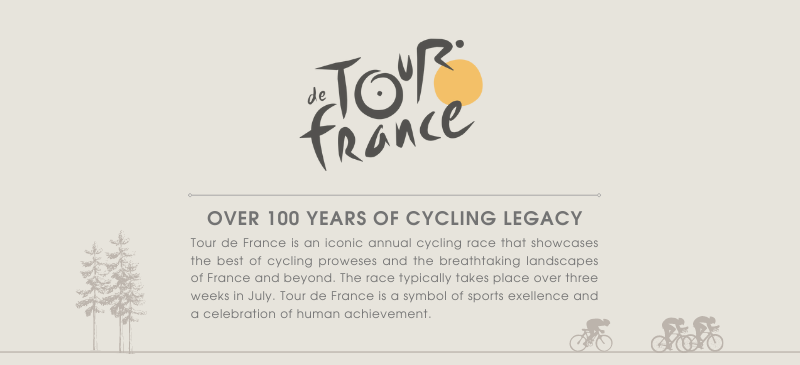 de Tour
france
OVER 100 YEARS OF CYCLING LEGACY
Tour de France is an iconic annual cycling race that showcases
the best of cycling proweses and the breathtaking landscapes
of France and beyond. The race typically takes place over three
weeks in July. Tour de France is a symbol of sports exellence and
a celebration of human achievement.